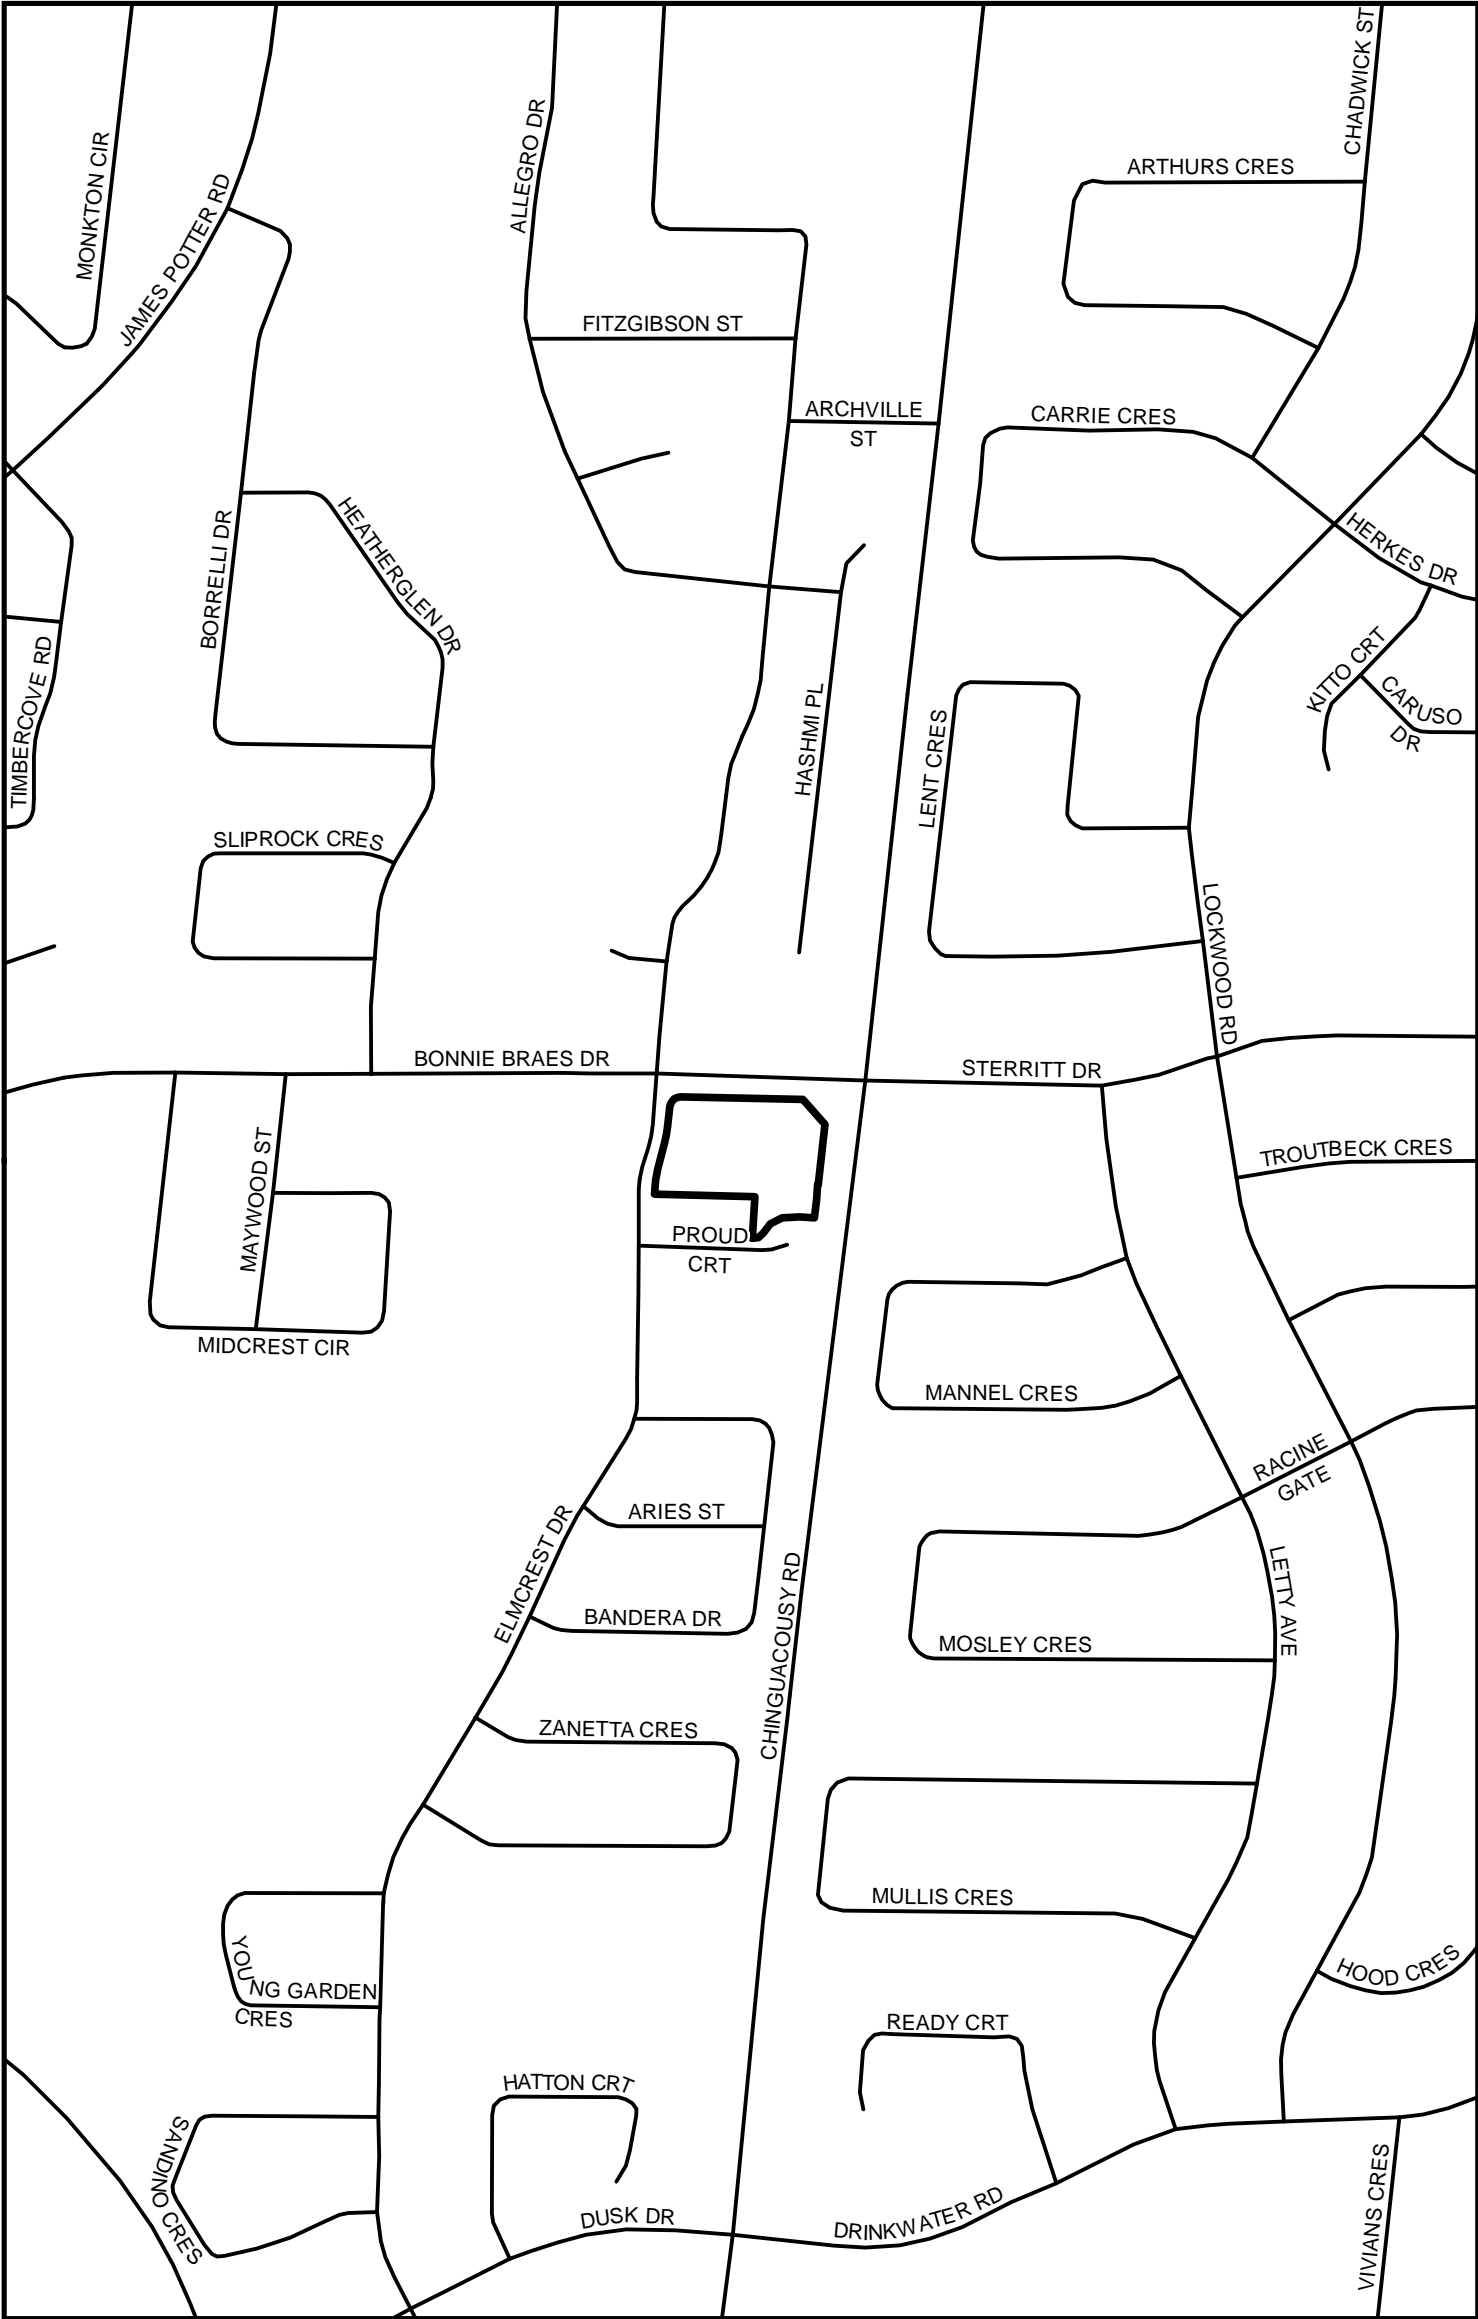 CHADWICK ST
MONKTON CIR
ALLEGRO DR
ARTHURS CRES
JAMES POTTER RD
FITZGIBSON ST
ARCHVILLE
ST
CARRIE CRES
HEATHERGLEN DR
BORRELLI DR
HERKES DR
TIMBERCOVE RD
KITTO CRT
CARUSO
DR
HASHMI PL
LENT CRES
SLIPROCK CRES
LOCKWOOD RD
BONNIE BRAES DR
STERRITT DR
MAYWOOD ST
TROUTBECK CRES
PROUD
CRT
MIDCREST CIR
MANNEL CRES
RACINE
GATE
ARIES ST
ELMCREST DR
LETTY AVE
CHINGUACOUSY RD
BANDERA DR
MOSLEY CRES
ZANETTA CRES
MULLIS CRES
YOUNG GARDEN
CRES
HOOD CRES
READY CRT
HATTON CRT
SANDINO CRES
DUSK DR
DRINKWATER RD
VIVIANS CRES